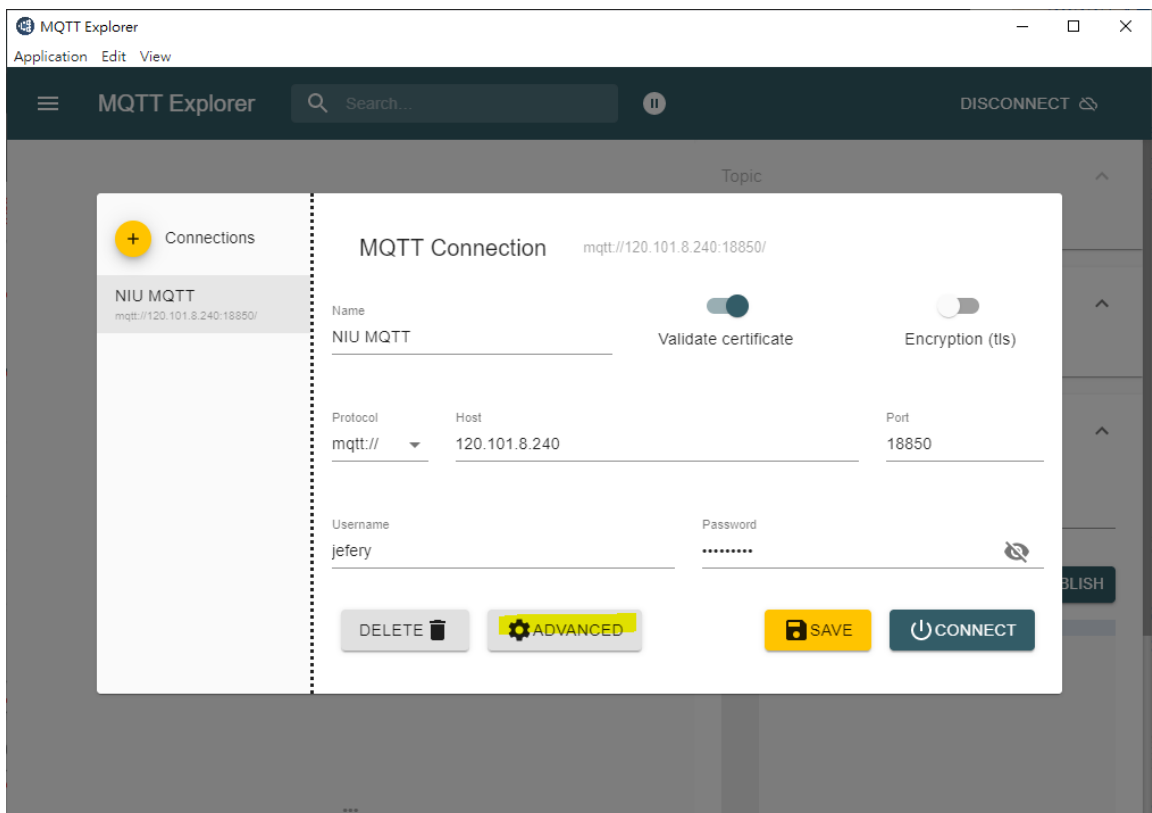 MQTT Explorer
Application Edit View
MQTT Explorer Search... DISCONNECT
Topic
+ Connections
MQTT Connection mqtt://120.101.8.240:18850/
NIU MQTT
mqtt://120.101.8.240:18850/
Name
NIU MQTT
Validate certificate Encryption (tls)
Protocol Host Port
mqtt:// 120.101.8.240 18850
Username Password
jefery •••••••••
BLISH
DELETE ADVANCED SAVE CONNECT